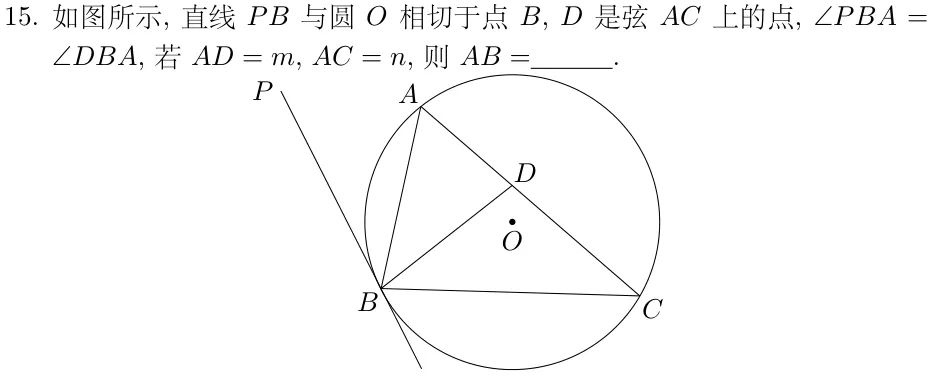 15. 如图所示, 直线 PB 与圆 O 相切于点 B, D 是弦 AC 上的点, ∠PBA =
∠DBA, 若 AD = m, AC = n, 则 AB =______.
P
A
D
O
B
C